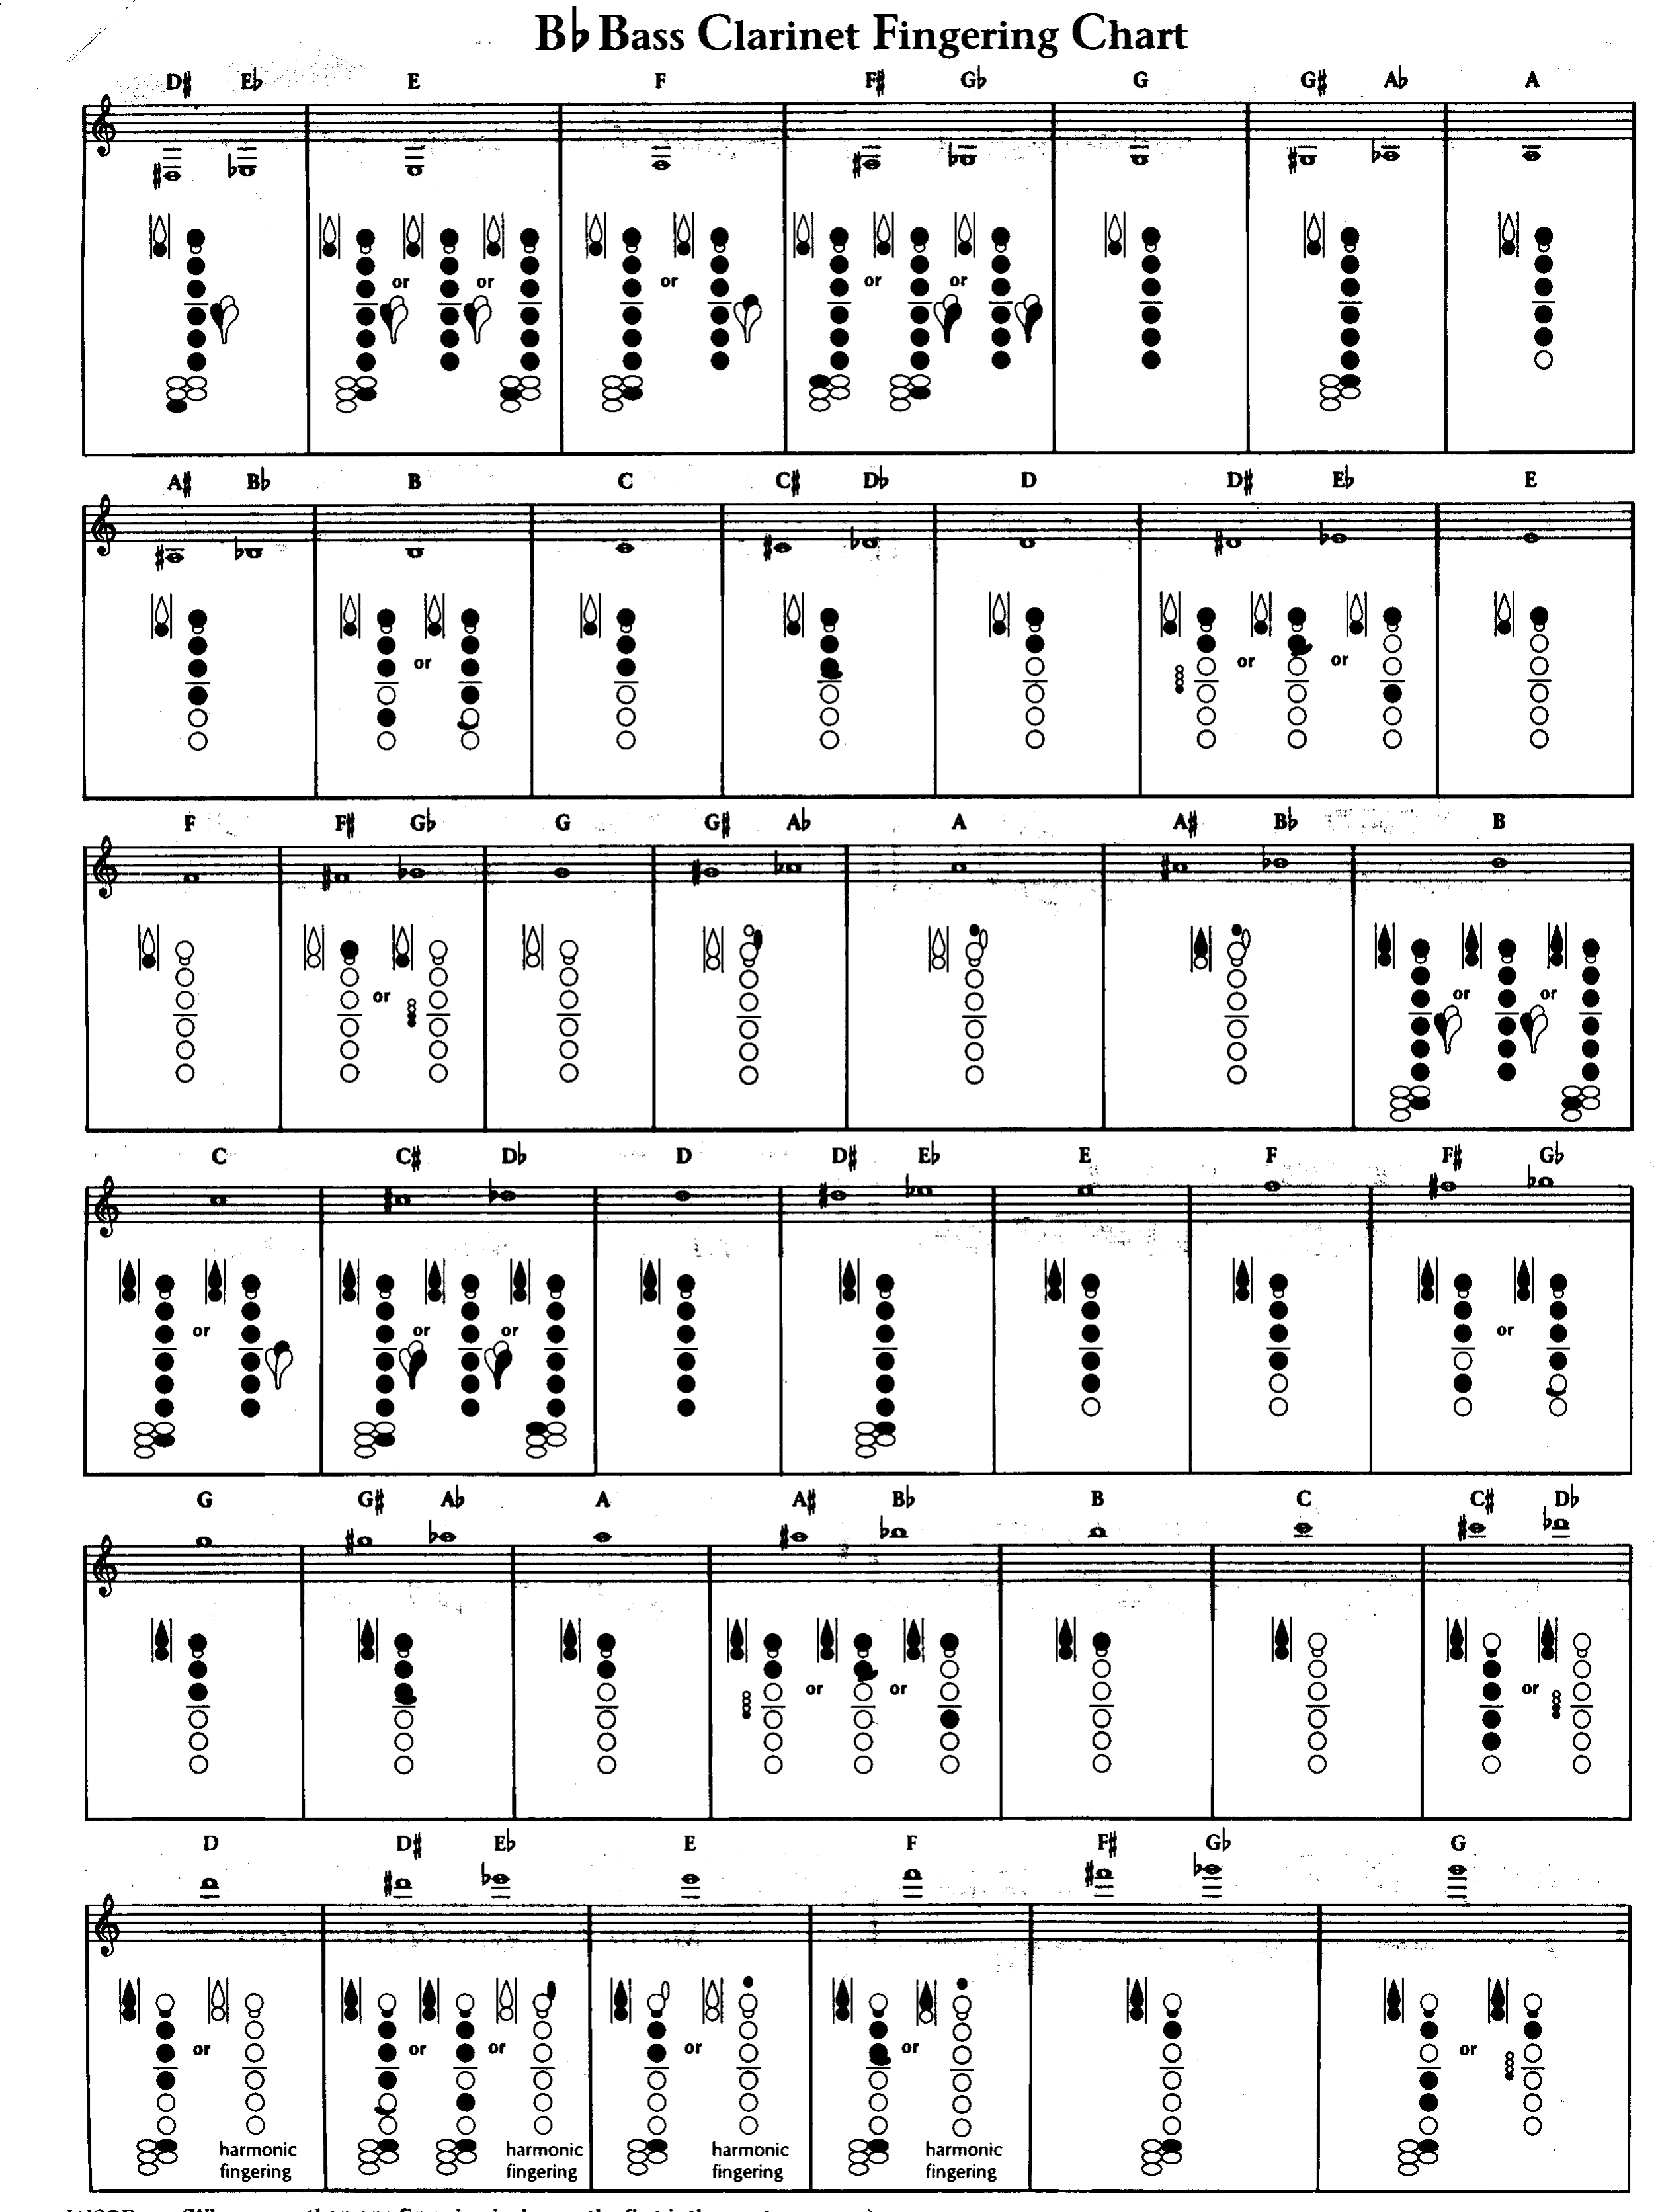 B♭ Bass Clarinet Fingering Chart
D♯ E♭ E F F♯ G♭ G G♯ A♭ A
or or or or or
A♯ B♭ B C C♯ D♭ D D♯ E♭ E
or or or
F F♯ G♭ G G♯ A♭ A A♯ B♭ B
or or or
C C♯ D♭ D D♯ E♭ E F F♯ G♭
or or or or
G G♯ A♭ A A♯ B♭ B C C♯ D♭
or or or
D D♯ E♭ E F F♯ G♭ G
or or or or or or
harmonic harmonic harmonic harmonic
fingering fingering fingering fingering